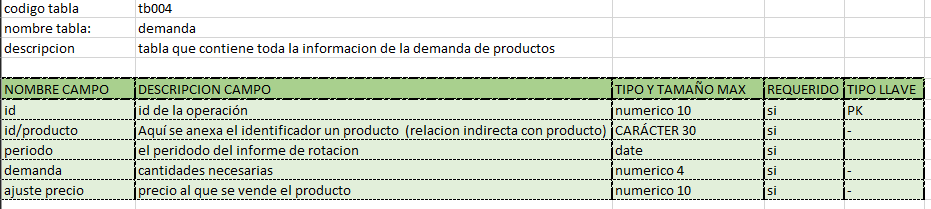 codigo tabla tb004
nombre tabla: demanda
descripcion tabla que contiene toda la informacion de la demanda de productos
NOMBRE CAMPO DESCRIPCION CAMPO TIPO Y TAMAÑO MAX REQUERIDO TIPO LLAVE
id id de la operación numerico 10 si PK
id/producto Aquí se anexa el identificador un producto (relacion indirecta con producto) CARÁCTER 30 si -
periodo el peridodo del informe de rotacion date si
demanda cantidades necesarias numerico 4 si -
ajuste precio precio al que se vende el producto numerico 10 si -